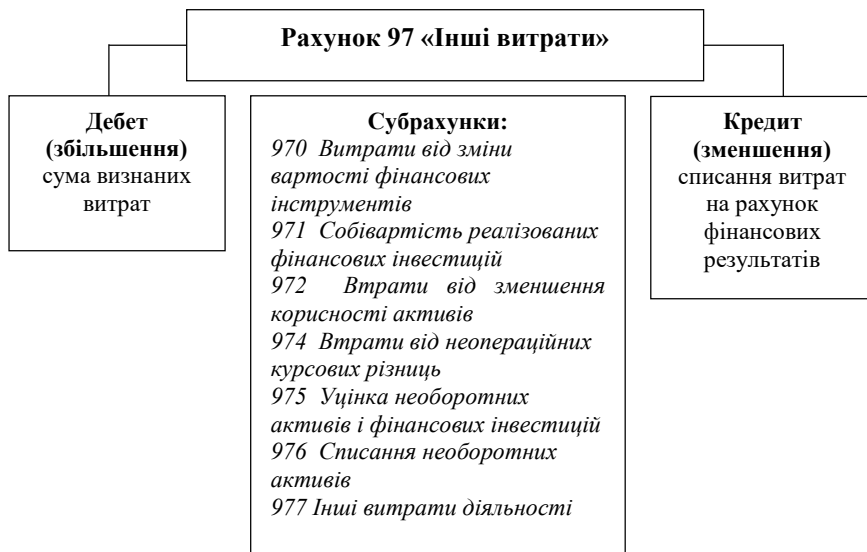 Рахунок 97 «Інші витрати»
Дебет
(збільшення)
сума визнаних
витрат
Субрахунки:
970 Витрати від зміни
вартості фінансових
інструментів
971 Собівартість реалізованих
фінансових інвестицій
972 Втрати від зменшення
корисності активів
974 Втрати від неопераційних
курсових різниць
975 Уцінка необоротних
активів і фінансових інвестицій
976 Списання необоротних
активів
977 Інші витрати діяльності
Кредит
(зменшення)
списання витрат
на рахунок
фінансових
результатів